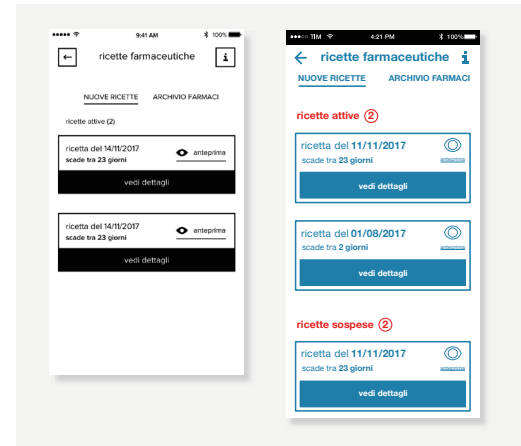 9:41 AM
100%
ricette farmaceutiche
i
NUOVE RICETTE ARCHIVIO FARMACI
ricette attive (2)
ricetta del 14/11/2017
scade tra 23 giorni
anteprima
vedi dettagli
ricetta del 14/11/2017
scade tra 23 giorni
anteprima
vedi dettagli
TIM 4:21 PM 100%
ricette farmaceutiche i
NUOVE RICETTE ARCHIVIO FARMACI
ricette attive 2
ricetta del 11/11/2017
scade tra 23 giorni
anteprima
vedi dettagli
ricetta del 01/08/2017
scade tra 2 giorni
anteprima
vedi dettagli
ricette sospese 2
ricetta del 11/11/2017
scade tra 23 giorni
anteprima
vedi dettagli